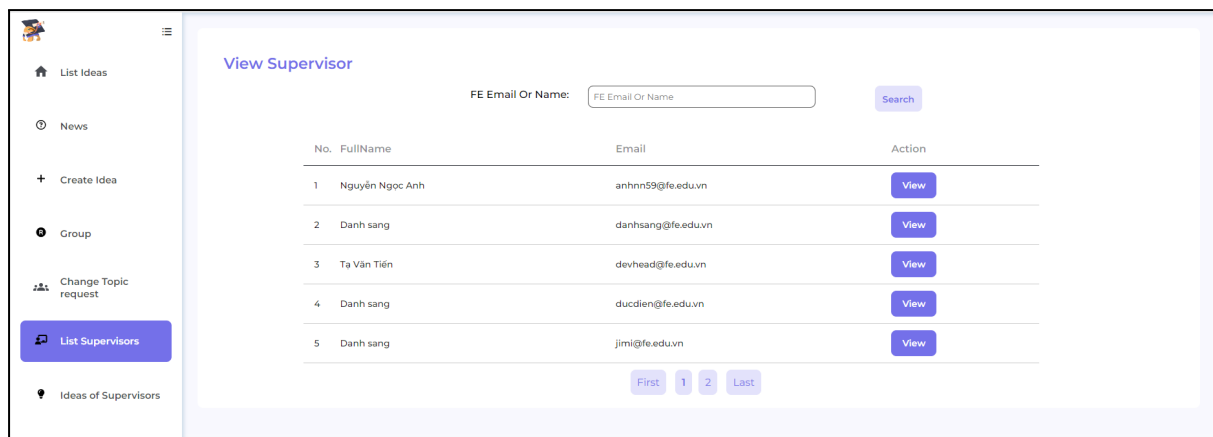 List Ideas
News
Create Idea
Group
Change Topic
request
List Supervisors
Ideas of Supervisors
View Supervisor
FE Email Or Name: FE Email Or Name Search
No. FullName Email Action
1 Nguyễn Ngọc Anh anhnn59@fe.edu.vn View
2 Danh sang danhsang@fe.edu.vn View
3 Tạ Văn Tiến devhead@fe.edu.vn View
4 Danh sang ducdien@fe.edu.vn View
5 Danh sang jimi@fe.edu.vn View
First 1 2 Last